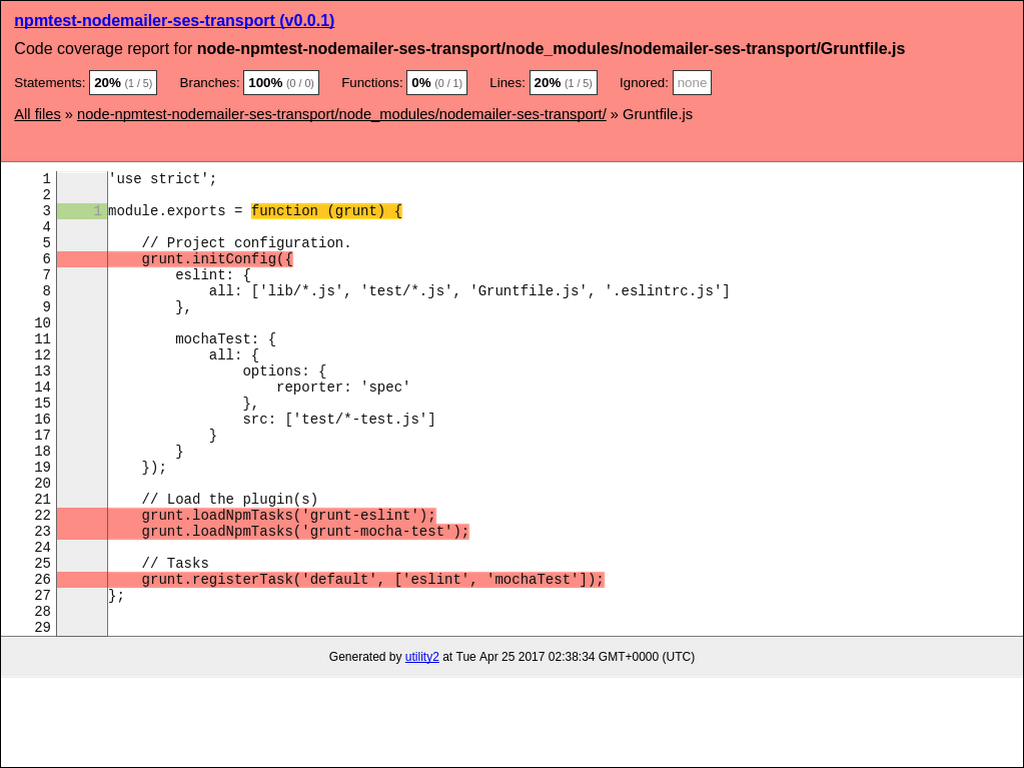 npmtest-nodemailer-ses-transport (v0.0.1)
Code coverage report for node-npmtest-nodemailer-ses-transport/node_modules/nodemailer-ses-transport/Gruntfile.js
Statements: 20% (1 / 5) Branches: 100% (0 / 0) Functions: 0% (0 / 1) Lines: 20% (1 / 5) Ignored: none
All files » node-npmtest-nodemailer-ses-transport/node_modules/nodemailer-ses-transport/ » Gruntfile.js
1 'use strict';
2
3 1 module.exports = function (grunt) {
4
5     // Project configuration.
6     grunt.initConfig({
7         eslint: {
8             all: ['lib/*.js', 'test/*.js', 'Gruntfile.js', '.eslintrc.js']
9         },
10
11         mochaTest: {
12             all: {
13                 options: {
14                     reporter: 'spec'
15                 },
16                 src: ['test/*-test.js']
17             }
18         }
19     });
20
21     // Load the plugin(s)
22     grunt.loadNpmTasks('grunt-eslint');
23     grunt.loadNpmTasks('grunt-mocha-test');
24
25     // Tasks
26     grunt.registerTask('default', ['eslint', 'mochaTest']);
27 };
28
29
Generated by utility2 at Tue Apr 25 2017 02:38:34 GMT+0000 (UTC)